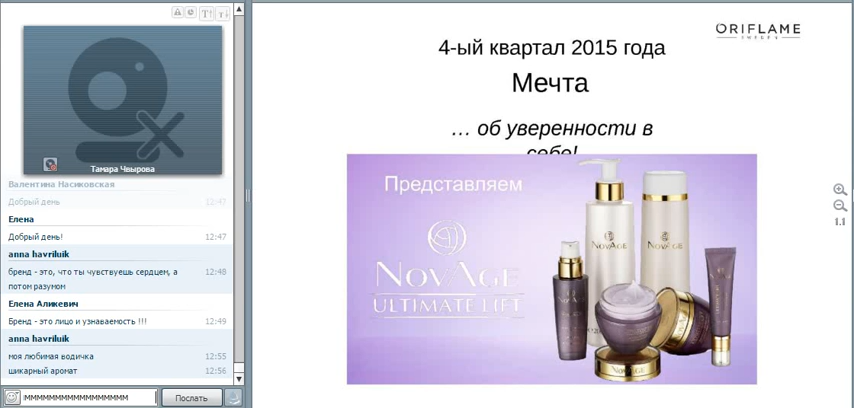 Тамара Чвырова
Валентина Насиковская
Добрый день 12:47
Елена
Добрый день! 12:47
anna havriluik
бренд - это, что ты чувствуешь сердцем, а 12:48
потом разумом
Елена Аликевич
Бренд - это лицо и узнаваемость !!! 12:49
anna havriluik
моя любимая водичка 12:55
шикарный аромат 12:56
Послать
ORIFLAME
SWEDEN
4-ый квартал 2015 года
Мечта
… об уверенности в
себе!
Представляем
NOVAGE
ULTIMATE LIFT
NOVAGE
NOVAGE
1:1